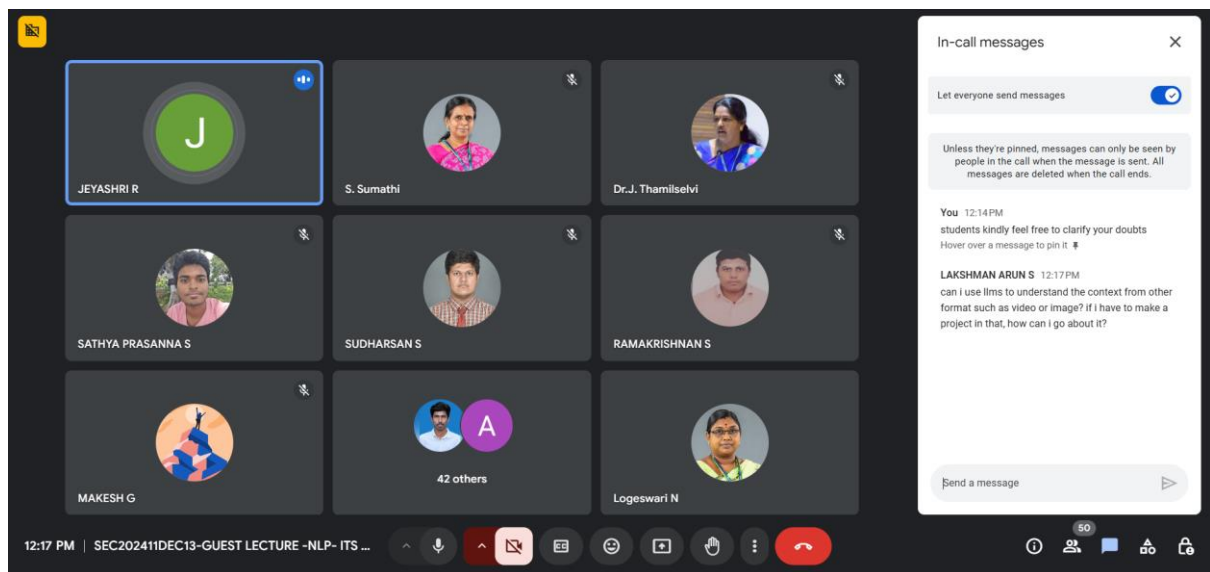 J
JEYASHRI R
S. Sumathi
Dr.J. Thamilselvi
SATHYA PRASANNA S
SUDHARSAN S
RAMAKRISHNAN S
MAKESH G
A
42 others
Logeswari N
12:17 PM | SEC202411DEC13-GUEST LECTURE -NLP- ITS ...
CC
50
In-call messages
Let everyone send messages
Unless they're pinned, messages can only be seen by
people in the call when the message is sent. All
messages are deleted when the call ends.
You 12:14 PM
students kindly feel free to clarify your doubts
Hover over a message to pin it
LAKSHMAN ARUN S 12:17 PM
can i use llms to understand the context from other
format such as video or image? if i have to make a
project in that, how can i go about it?
Send a message